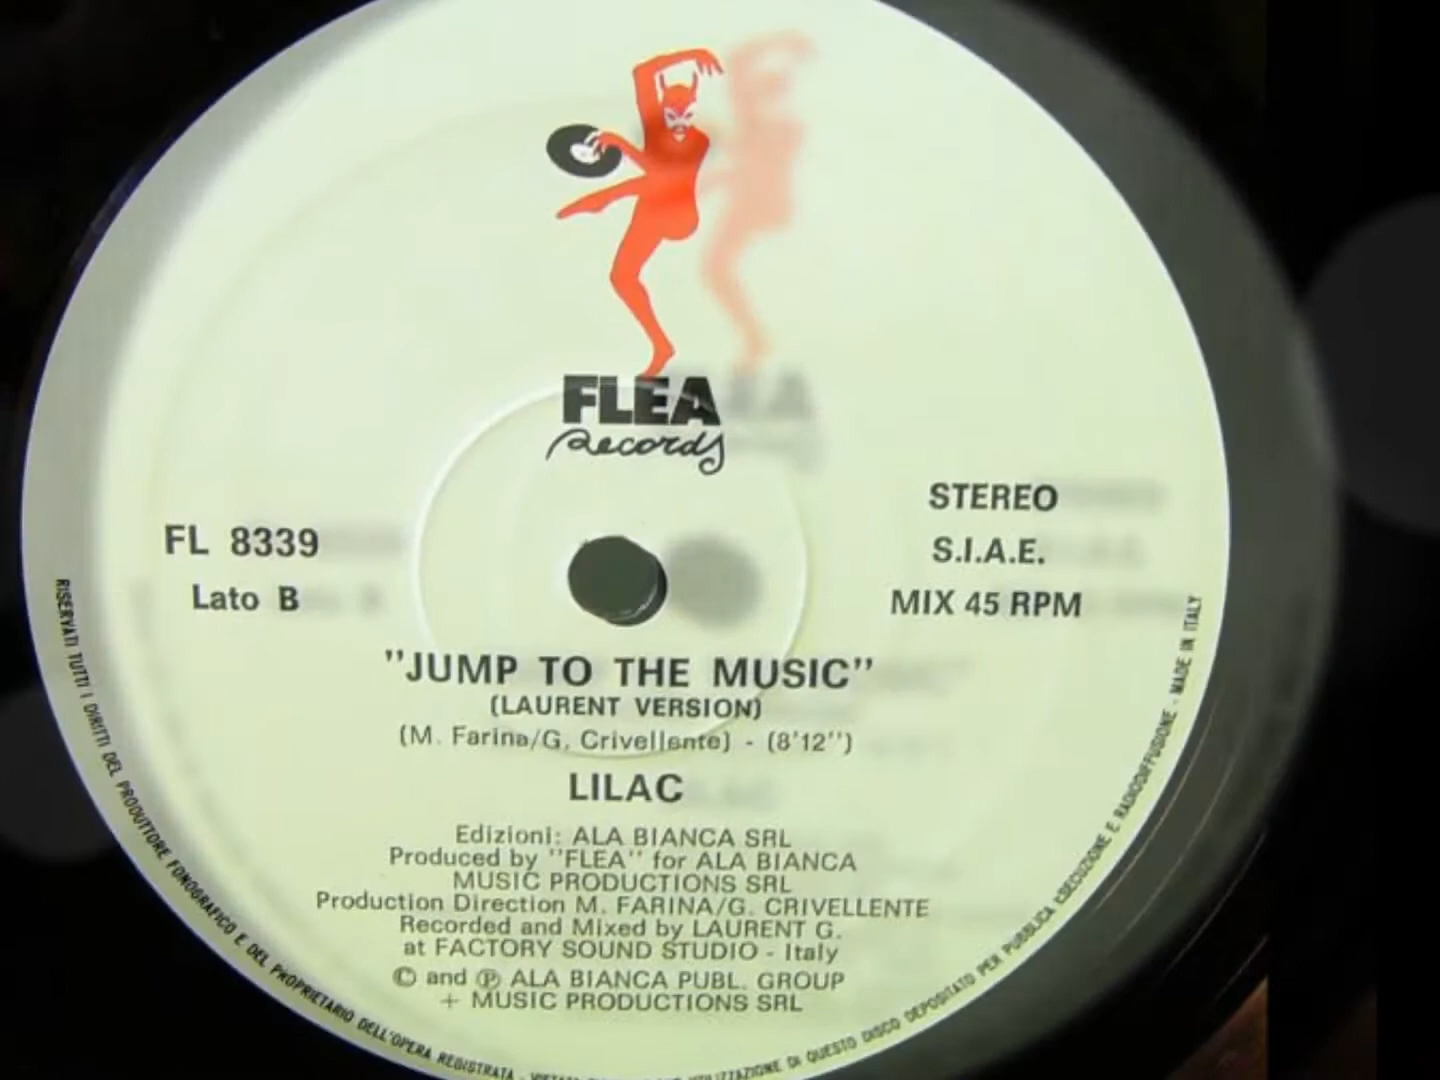 FLEA
Records
STEREO
FL 8339
S.I.A.E.
Lato B
MIX 45 RPM
"JUMP TO THE MUSIC"
(LAURENT VERSION)
(M. Farina/G. Crivellente) - (8'12")
LILAC
Edizioni: ALA BIANCA SRL
Produced by "FLEA" for ALA BIANCA
MUSIC PRODUCTIONS SRL
Production Direction M. FARINA/G. CRIVELLENTE
Recorded and Mixed by LAURENT G.
at FACTORY SOUND STUDIO - Italy
© and ℗ ALA BIANCA PUBL. GROUP
+ MUSIC PRODUCTIONS SRL
RISERVATI TUTTI I DIRITTI DEL PRODUTTORE FONOGRAFICO E DEL PROPRIETARIO DELL'OPERA REGISTRATA - UTILIZZAZIONE DI QUESTO DISCO DEPOSITATO PER PUBBLICA ESECUZIONE E RADIODIFFUSIONE - MADE IN ITALY